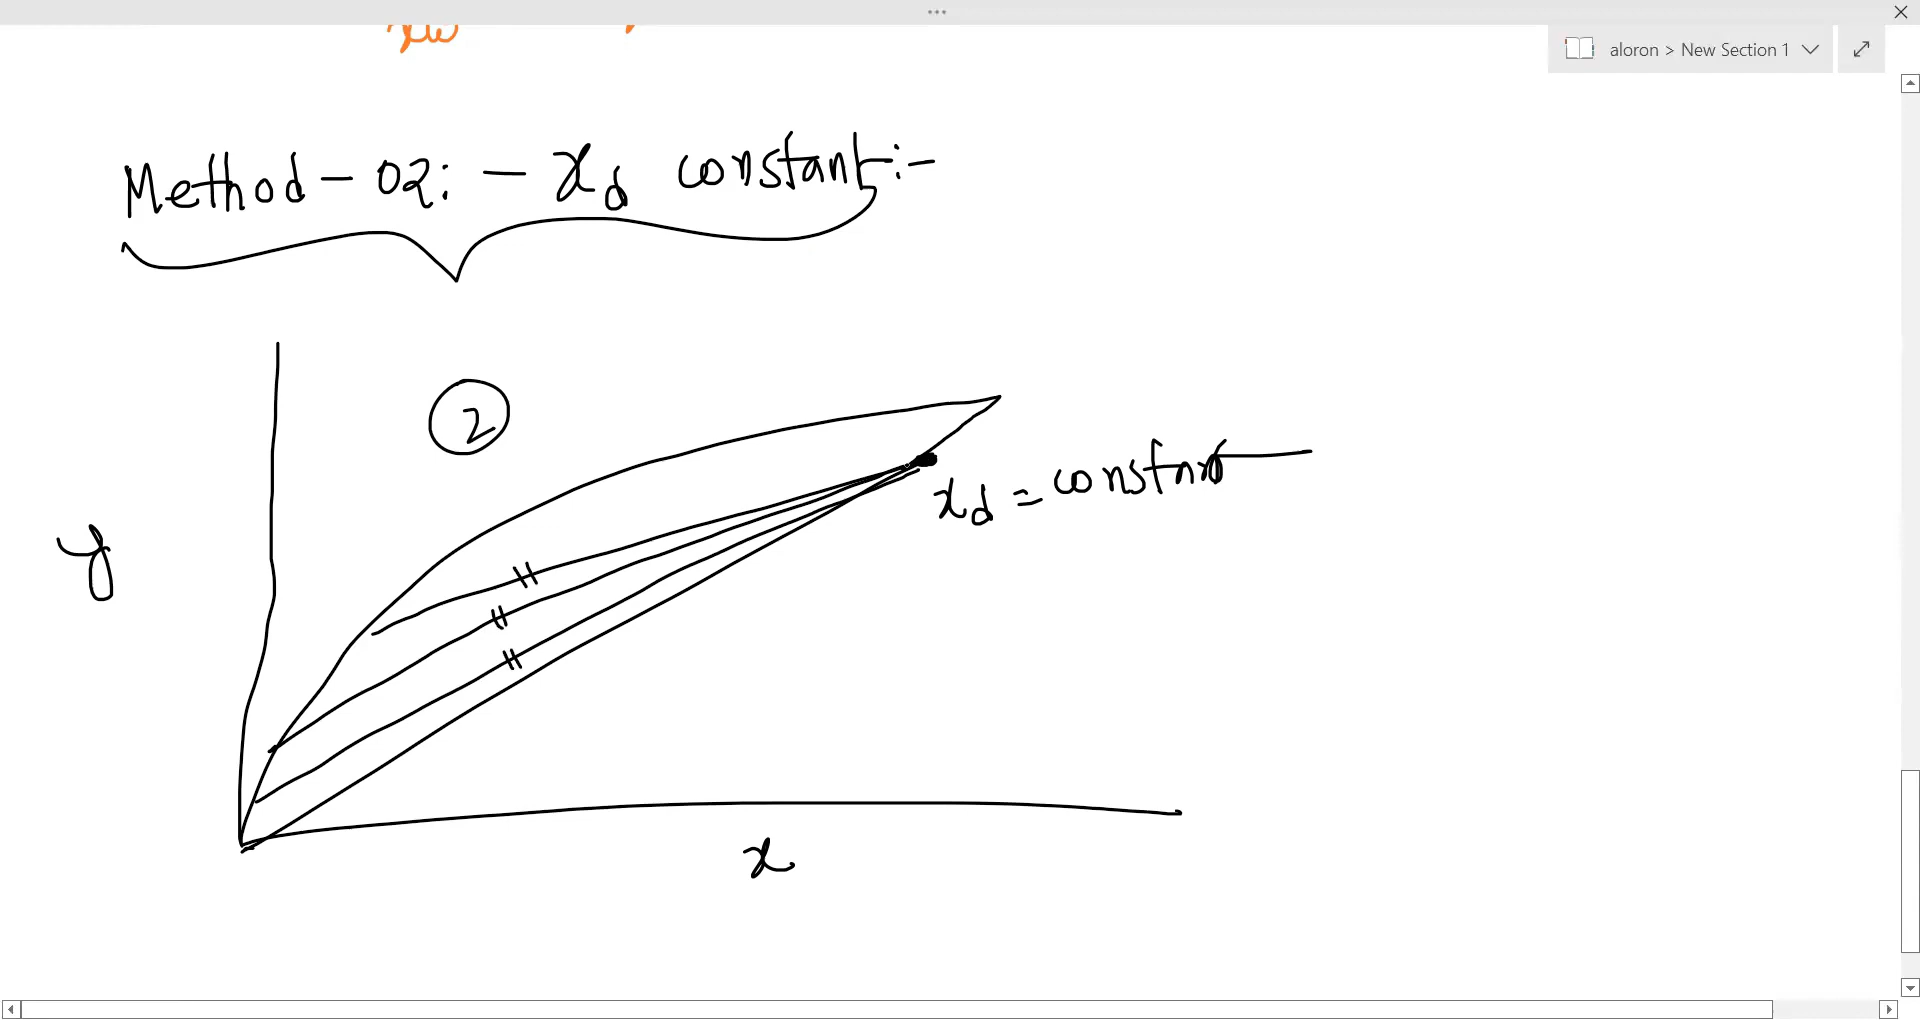 aloron > New Section 1
Method - 02: - xd constant:-
2
xd = constant
y
x